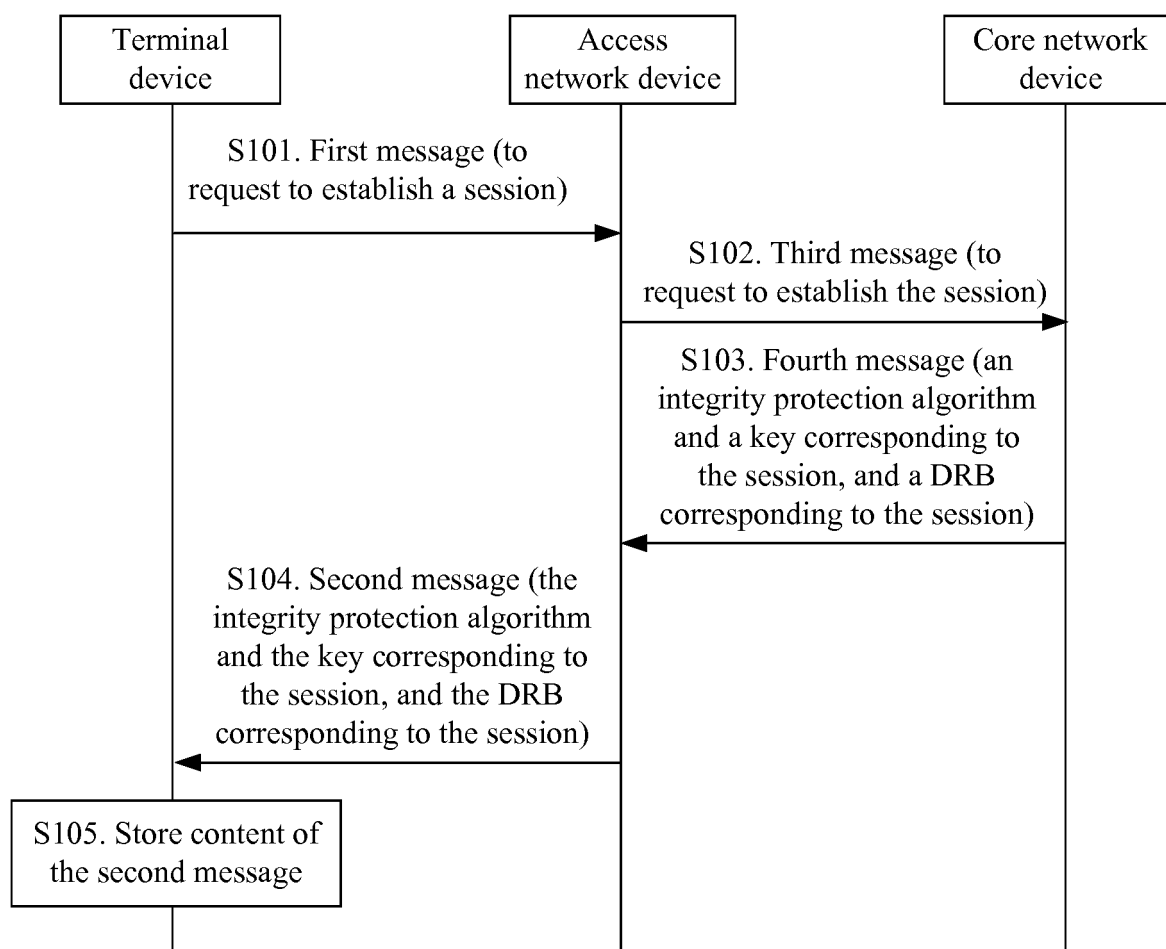 Terminal
device
Access
network device
Core network
device
S101. First message (to
request to establish a session)
S102. Third message (to
request to establish the session)
S103. Fourth message (an
integrity protection algorithm
and a key corresponding to
the session, and a DRB
corresponding to the session)
S104. Second message (the
integrity protection algorithm
and the key corresponding to
the session, and the DRB
corresponding to the session)
S105. Store content of
the second message